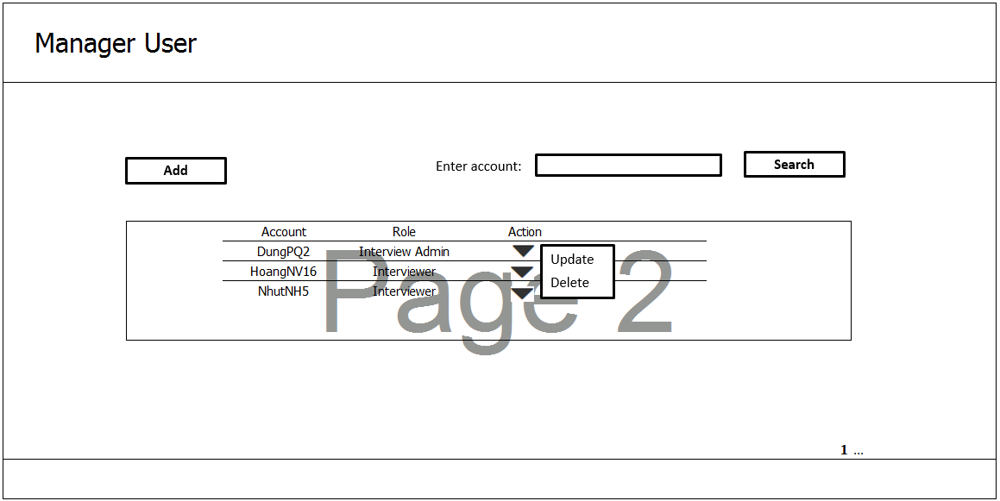 Manager User
Add
Enter account:
Search
Account Role Action
DungPQ2 Interview Admin
Update
HoangNV16 Interviewer
Delete
NhutNH5 Interviewer
Page 2
1 ...